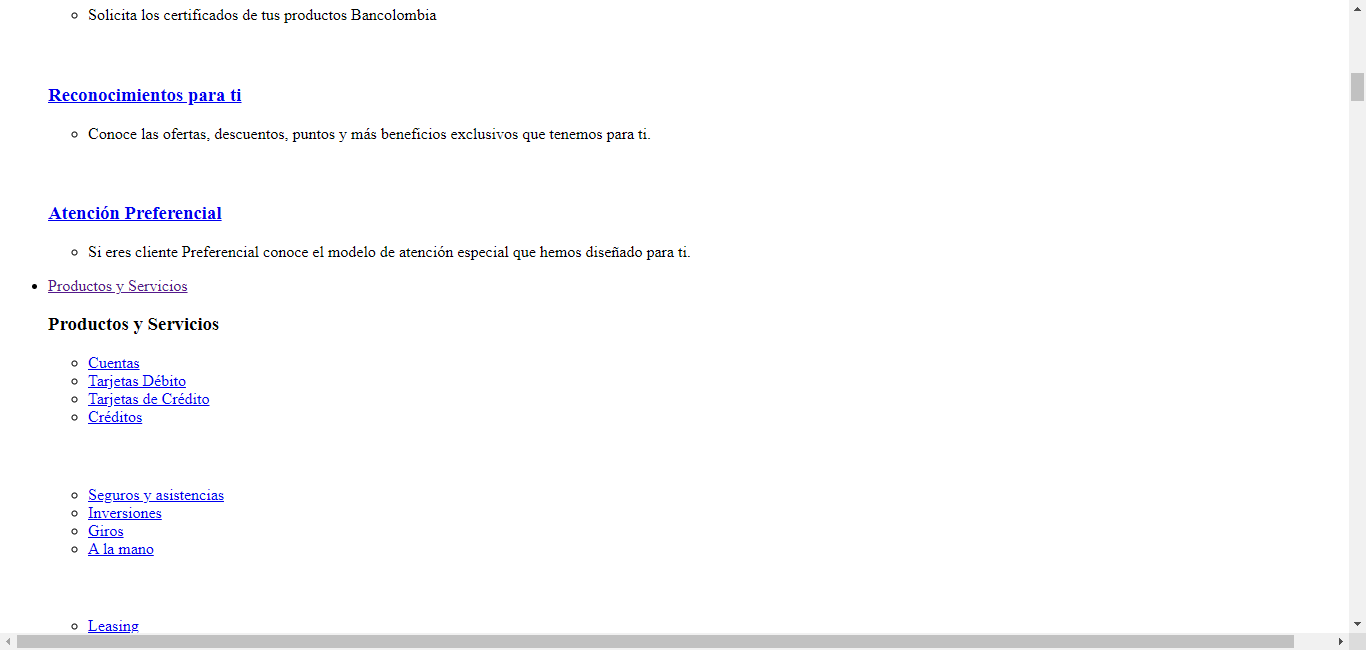 Solicita los certificados de tus productos Bancolombia
Reconocimientos para ti
Conoce las ofertas, descuentos, puntos y más beneficios exclusivos que tenemos para ti.
Atención Preferencial
Si eres cliente Preferencial conoce el modelo de atención especial que hemos diseñado para ti.
Productos y Servicios
Productos y Servicios
Cuentas
Tarjetas Débito
Tarjetas de Crédito
Créditos
Seguros y asistencias
Inversiones
Giros
A la mano
Leasing